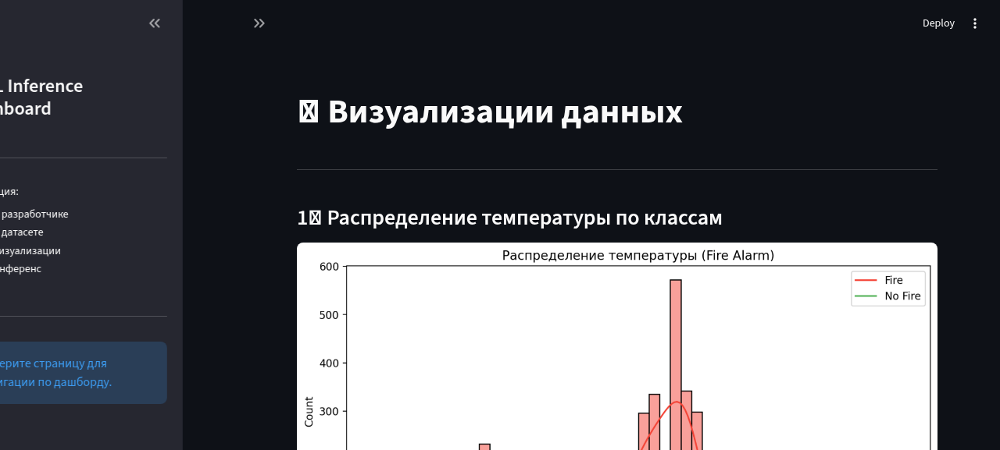 Deploy
Inference
board
ция:
разработчике
датасете
изуализации
нференс
ерите страницу для
игации по дашборду.
Визуализации данных
1 Распределение температуры по классам
Распределение температуры (Fire Alarm)
Fire
No Fire
600
500
400
300
Count